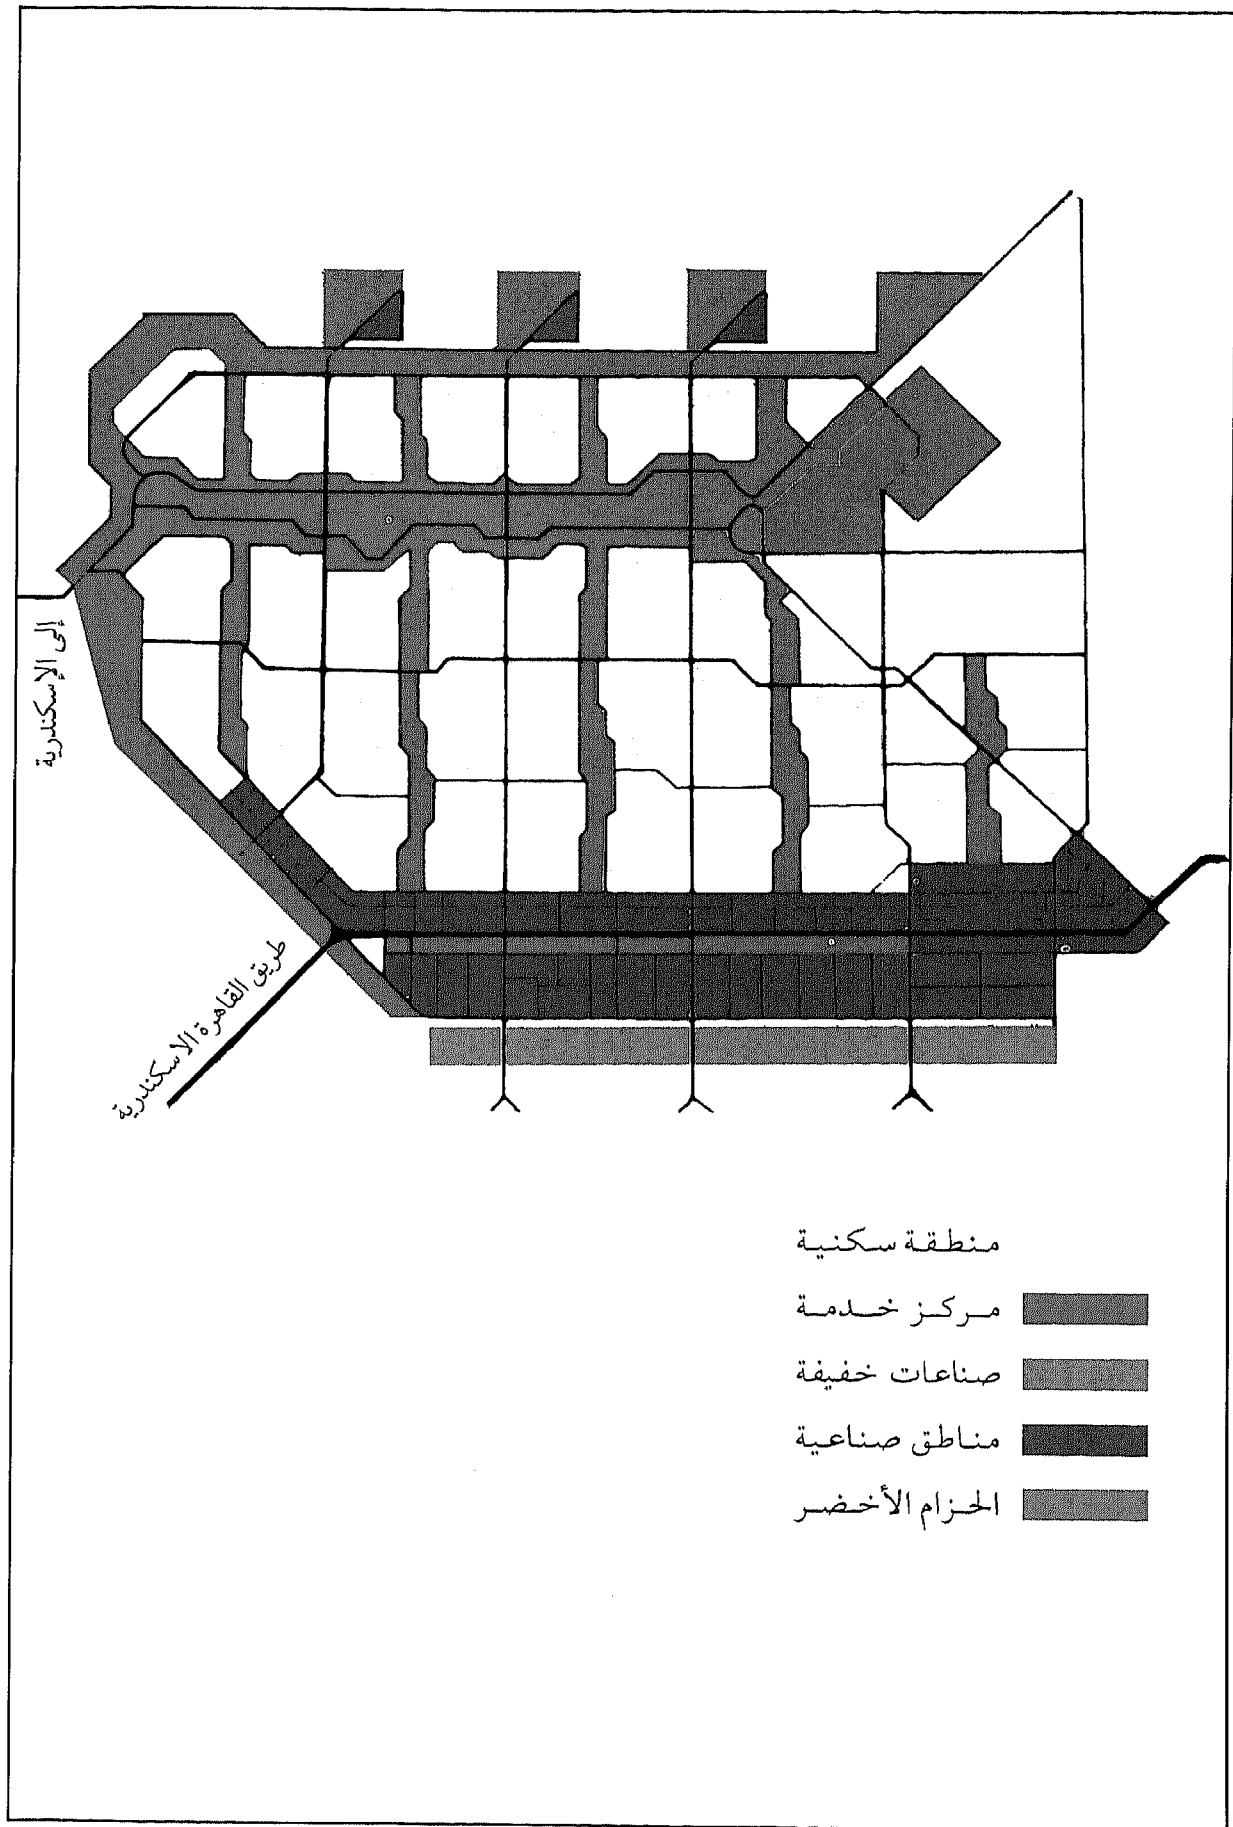 إلى الإسكندرية
طريق القاهرة الاسكندرية
منطقة سكنية
مركز خدمة
صناعات خفيفة
مناطق صناعية
الحزام الأخضر